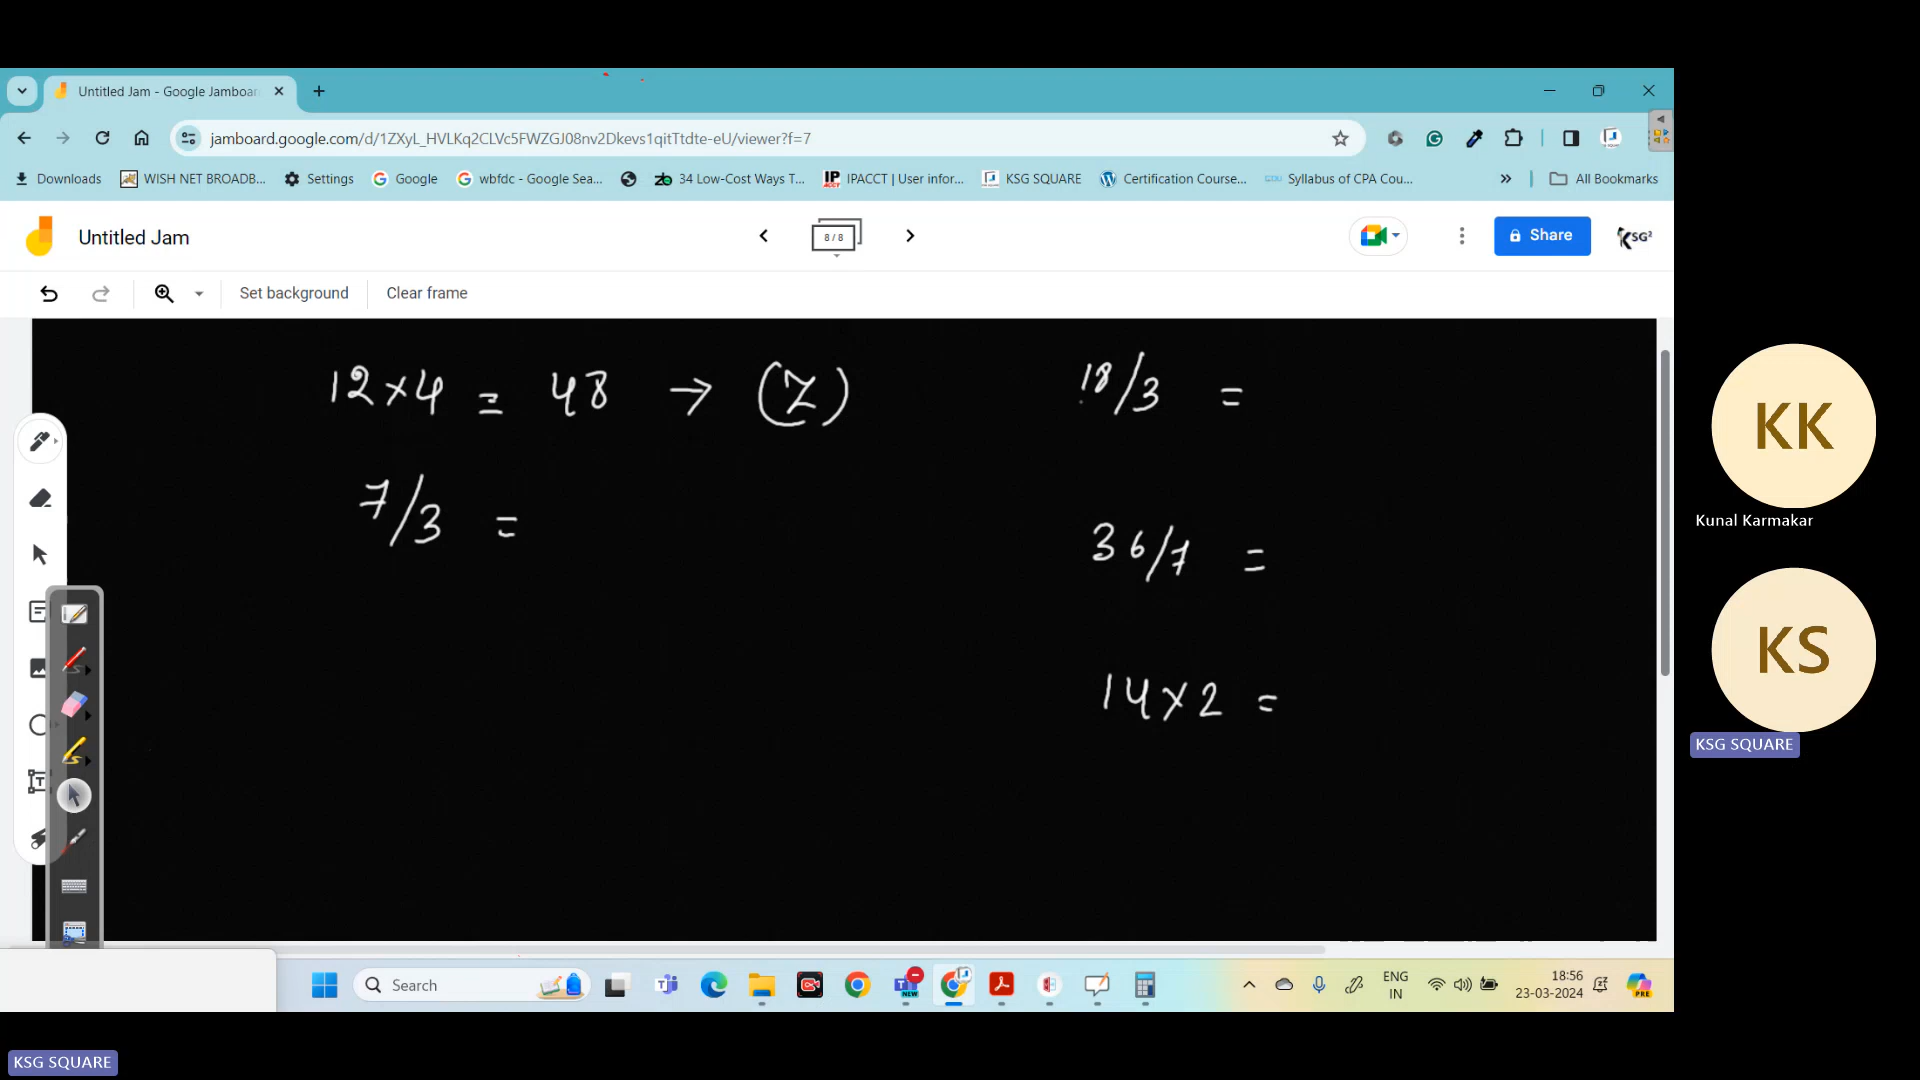 Untitled Jam - Google Jamboar
jamboard.google.com/d/1ZXyL_HVLKq2CLVc5FWZGJ08nv2Dkevs1qitTtdte-eU/viewer?f=7
Downloads WISH NET BROADB... Settings Google wbfdc - Google Sea... 34 Low-Cost Ways T... IPACCT | User infor... KSG SQUARE Certification Course... Syllabus of CPA Cou... » All Bookmarks
Untitled Jam 8 / 8 Share KSG²
Set background Clear frame
12×4 = 48 → (Z)
7/3 =
18/3 =
36/7 =
14×2 =
KK
Kunal Karmakar
KS
KSG SQUARE
Search
ENG
IN
18:56
23-03-2024
KSG SQUARE